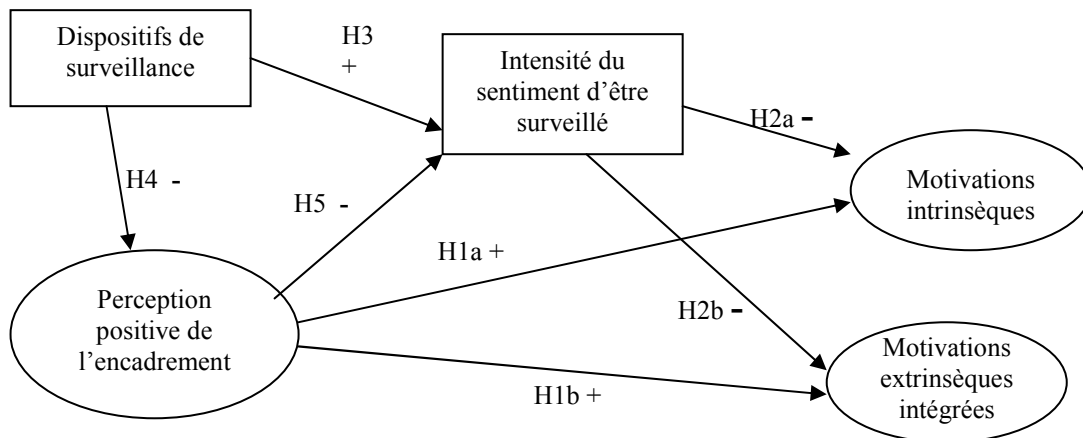 Dispositifs de
surveillance
H3
+
Intensité du
sentiment d’être
surveillé
H2a -
Motivations
intrinsèques
H4 -
H5 -
H1a +
Perception
positive de
l’encadrement
H2b -
Motivations
extrinsèques
intégrées
H1b +